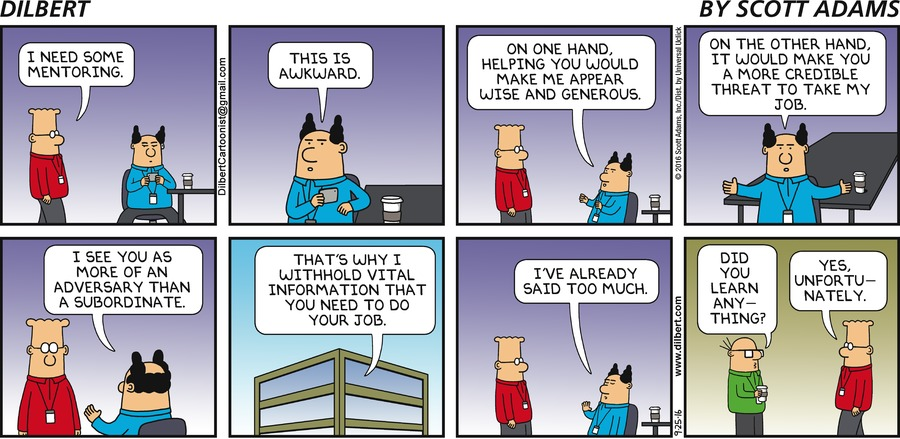 DILBERT
BY SCOTT ADAMS
I NEED SOME
MENTORING.
DilbertCartoonist@gmail.com
THIS IS
AWKWARD.
ON ONE HAND,
HELPING YOU WOULD
MAKE ME APPEAR
WISE AND GENEROUS.
© 2016 Scott Adams, Inc./Dist. by Universal Uclick
ON THE OTHER HAND,
IT WOULD MAKE YOU
A MORE CREDIBLE
THREAT TO TAKE MY
JOB.
I SEE YOU AS
MORE OF AN
ADVERSARY THAN
A SUBORDINATE.
THAT'S WHY I
WITHHOLD VITAL
INFORMATION THAT
YOU NEED TO DO
YOUR JOB.
I'VE ALREADY
SAID TOO MUCH.
9-25-16
www.dilbert.com
DID
YOU
LEARN
ANY-
THING?
YES,
UNFORTU-
NATELY.